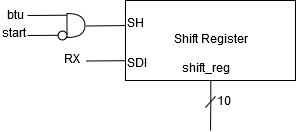 btu
start
SH
Shift Register
RX
SDI
shift_reg
10